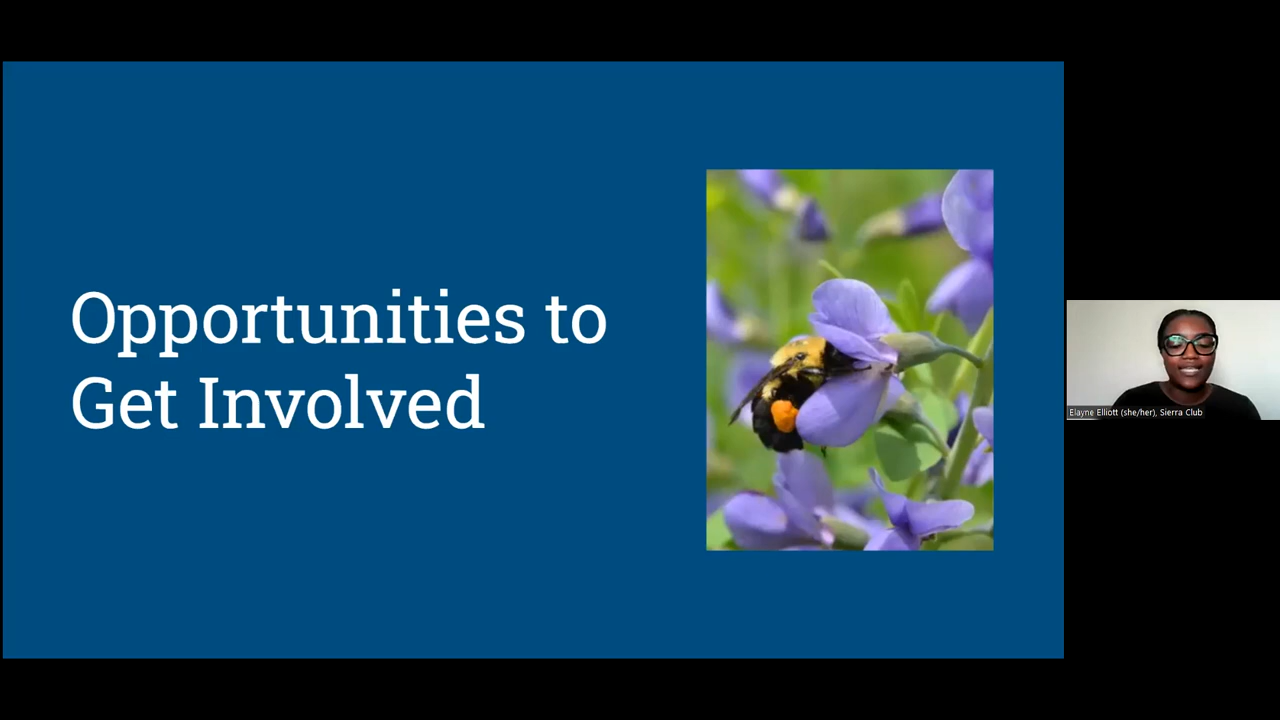 Opportunities to
Get Involved
Elayne Elliott (she/her), Sierra Club